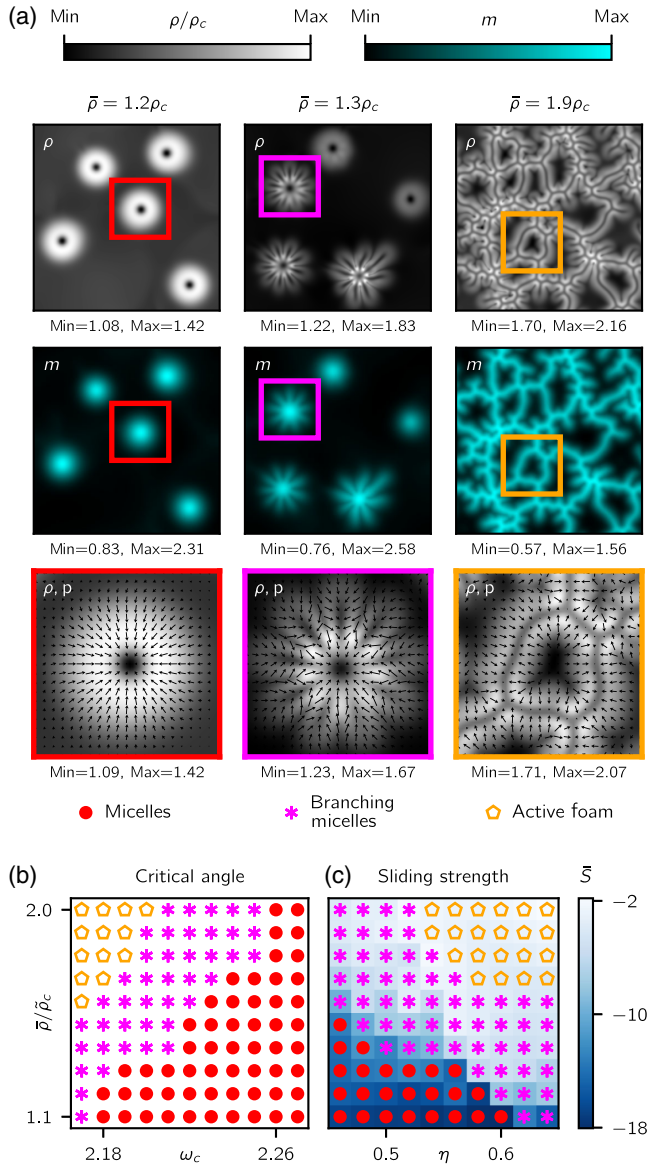 (a)
Min ρ/ρc Max Min m Max
ρ̄ = 1.2ρc ρ̄ = 1.3ρc ρ̄ = 1.9ρc
ρ ρ ρ
Min=1.08, Max=1.42 Min=1.22, Max=1.83 Min=1.70, Max=2.16
m m m
Min=0.83, Max=2.31 Min=0.76, Max=2.58 Min=0.57, Max=1.56
ρ, p ρ, p ρ, p
Min=1.09, Max=1.42 Min=1.23, Max=1.67 Min=1.71, Max=2.07
Micelles Branching micelles Active foam
(b) Critical angle (c) Sliding strength S̄
2.0 −2
ρ̄/ρ̃c −10
1.1 −18
2.18 ωc 2.26 0.5 η 0.6